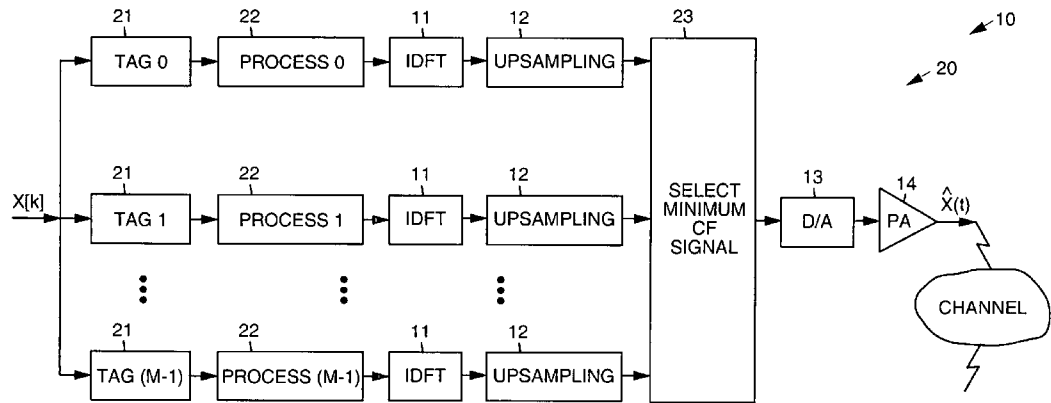 21 22 11 12 23 10
TAG 0 PROCESS 0 IDFT UPSAMPLING
20
21 22 11 12
X[k] TAG 1 PROCESS 1 IDFT UPSAMPLING
SELECT
MINIMUM
CF
SIGNAL
13 14
D/A PA X̂(t)
CHANNEL
21 22 11 12
TAG (M-1) PROCESS (M-1) IDFT UPSAMPLING